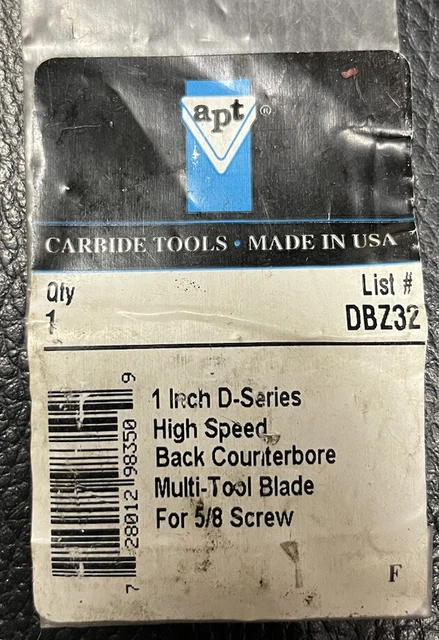 apt®
CARBIDE TOOLS • MADE IN USA
Qty
List #
1
DBZ32
1 Inch D-Series
High Speed
Back Counterbore
Multi-Tool Blade
For 5/8 Screw
7 28012 98350 9
F